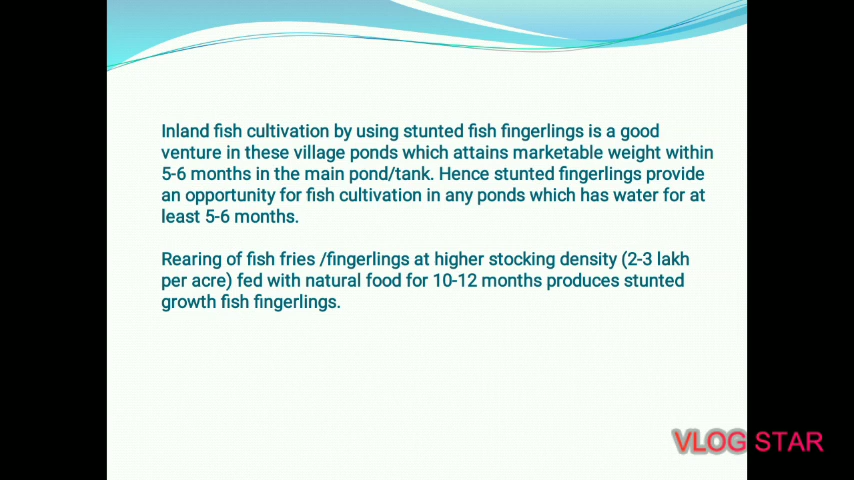 Inland fish cultivation by using stunted fish fingerlings is a good
venture in these village ponds which attains marketable weight within
5-6 months in the main pond/tank. Hence stunted fingerlings provide
an opportunity for fish cultivation in any ponds which has water for at
least 5-6 months.
Rearing of fish fries /fingerlings at higher stocking density (2-3 lakh
per acre) fed with natural food for 10-12 months produces stunted
growth fish fingerlings.
VLOG STAR